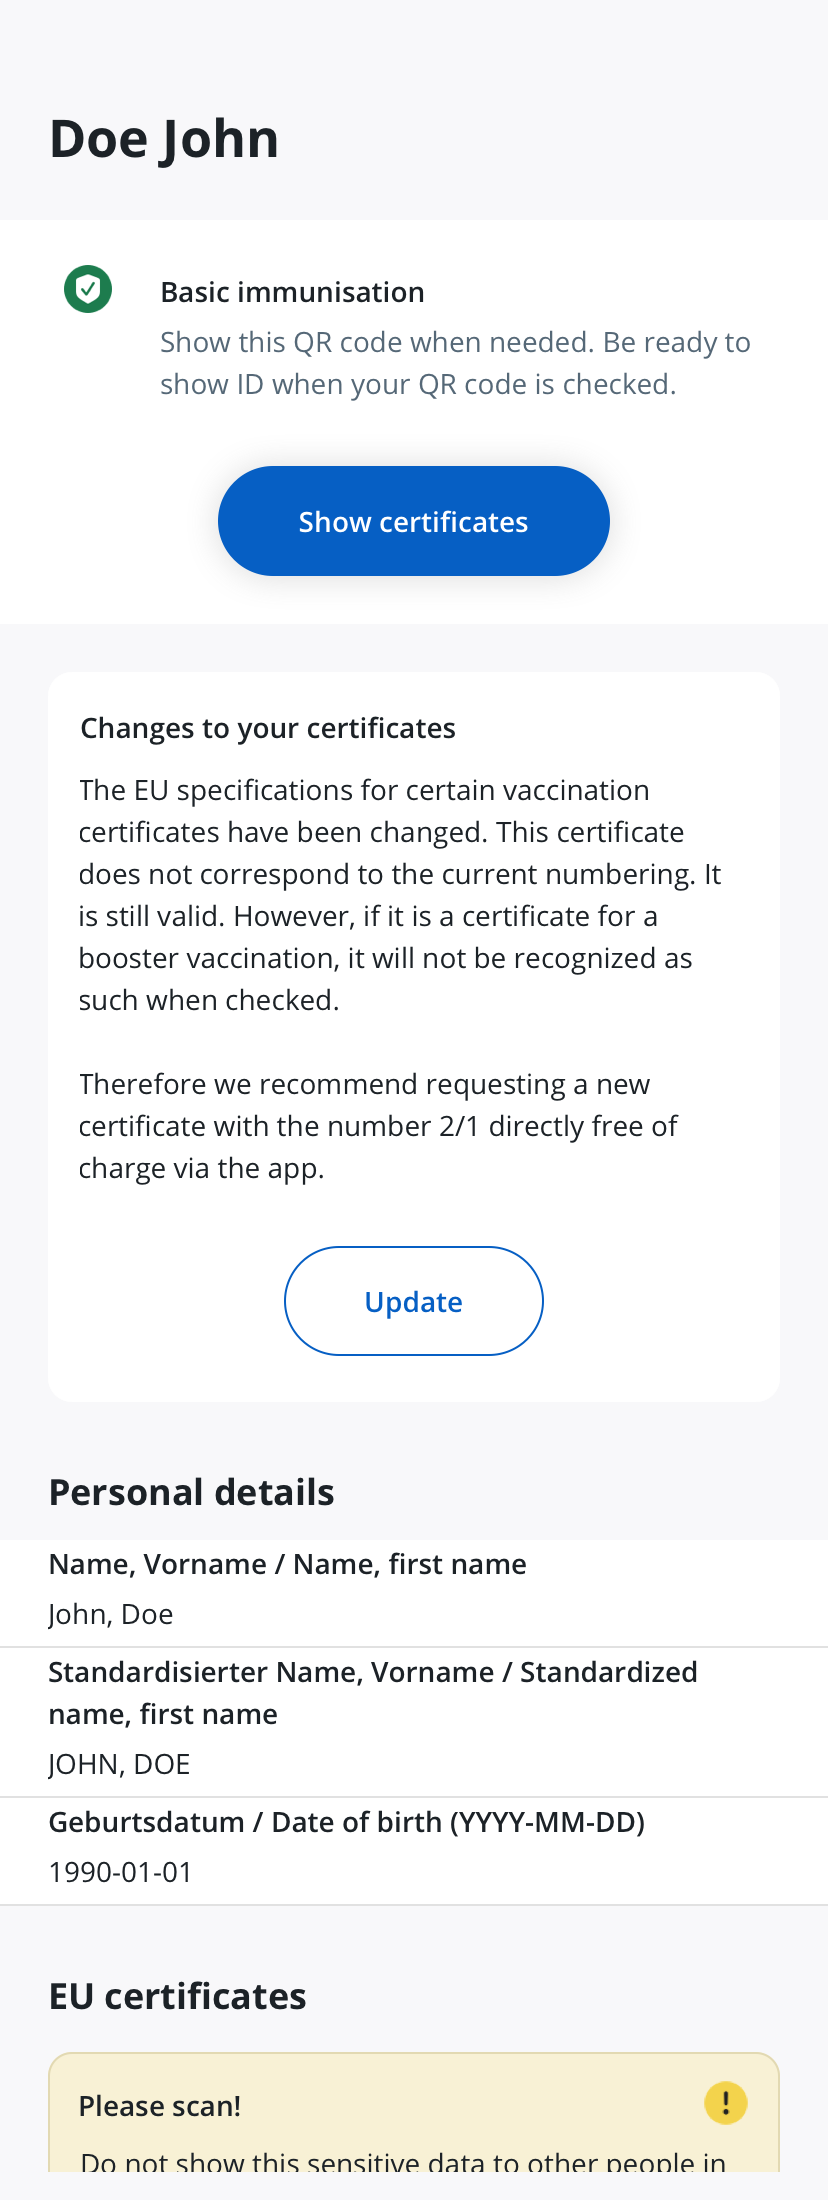 Doe John
Basic immunisation
Show this QR code when needed. Be ready to
show ID when your QR code is checked.
Show certificates
Changes to your certificates
The EU specifications for certain vaccination
certificates have been changed. This certificate
does not correspond to the current numbering. It
is still valid. However, if it is a certificate for a
booster vaccination, it will not be recognized as
such when checked.
Therefore we recommend requesting a new
certificate with the number 2/1 directly free of
charge via the app.
Update
Personal details
Name, Vorname / Name, first name
John, Doe
Standardisierter Name, Vorname / Standardized
name, first name
JOHN, DOE
Geburtsdatum / Date of birth (YYYY-MM-DD)
1990-01-01
EU certificates
Please scan!
Do not show this sensitive data to other people in